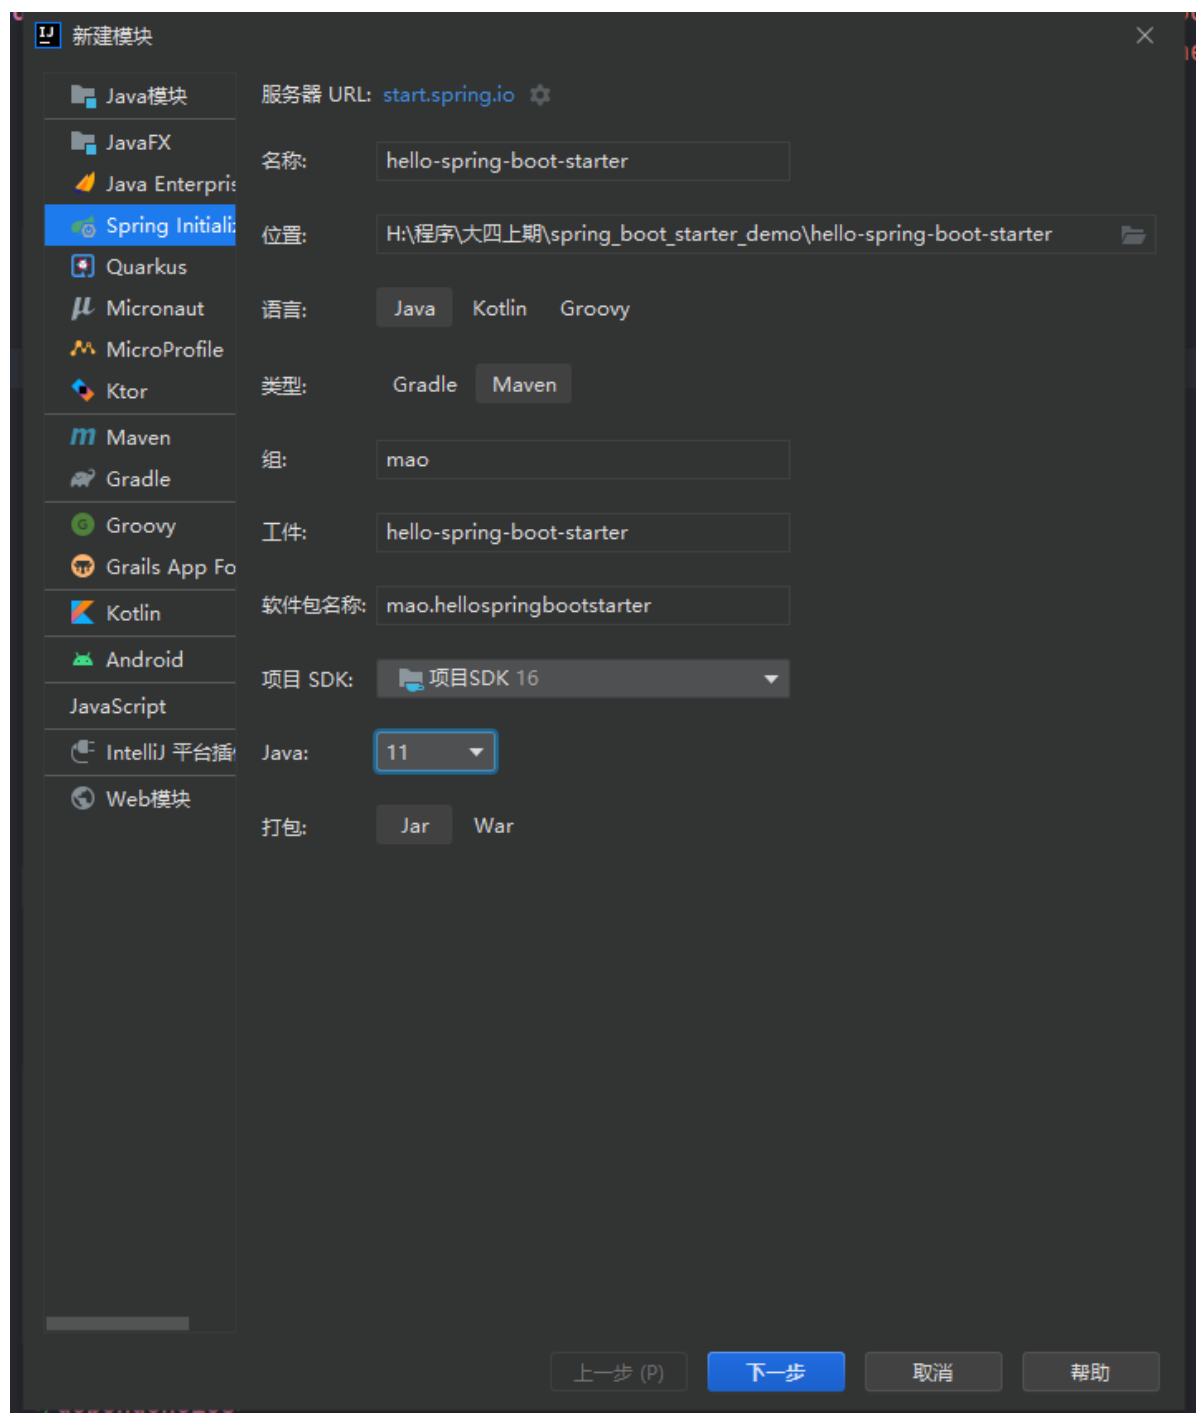 新建模块
Java模块
JavaFX
Java Enterpris
Spring Initializ
Quarkus
Micronaut
MicroProfile
Ktor
Maven
Gradle
Groovy
Grails App Fo
Kotlin
Android
JavaScript
IntelliJ 平台插
Web模块
服务器 URL: start.spring.io
名称: hello-spring-boot-starter
位置: H:\程序\大四上期\spring_boot_starter_demo\hello-spring-boot-starter
语言: Java Kotlin Groovy
类型: Gradle Maven
组: mao
工件: hello-spring-boot-starter
软件包名称: mao.hellospringbootstarter
项目 SDK: 项目SDK 16
Java: 11
打包: Jar War
上一步 (P) 下一步 取消 帮助